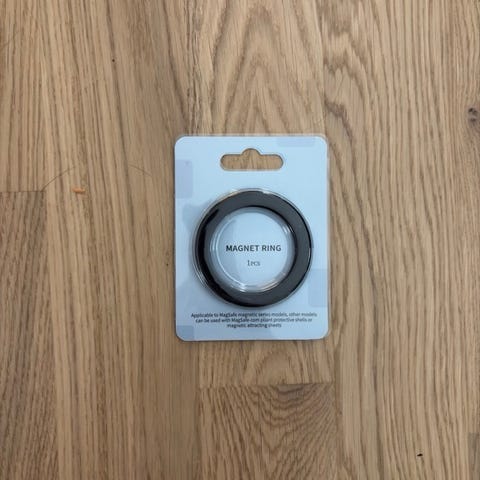 MAGNET RING
1PCS
Applicable to MagSafe magnetic series models, other models
can be used with MagSafe-com pliant protective shells or
magnetic attracting sheets